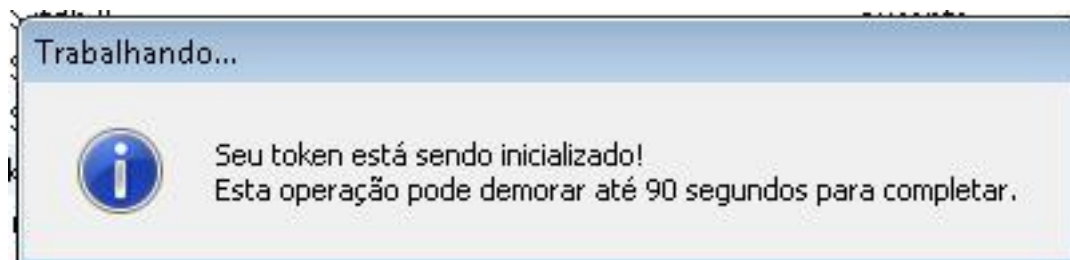 Trabalhando...
Seu token está sendo inicializado!
Esta operação pode demorar até 90 segundos para completar.